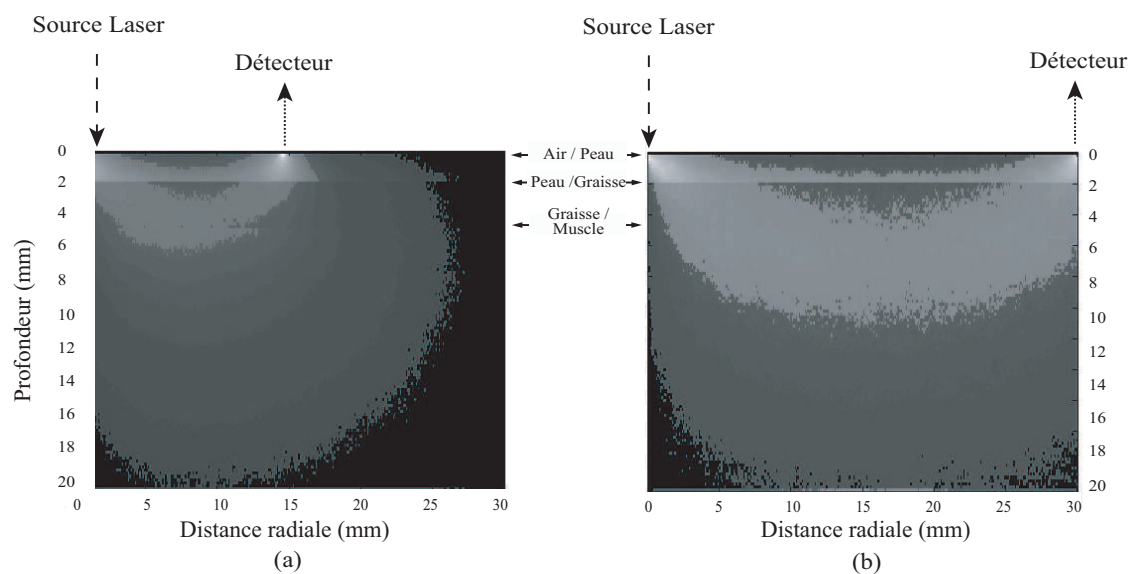 Source Laser
Détecteur
Source Laser
Détecteur
Air / Peau
Peau /Graisse
Graisse /
Muscle
Profondeur (mm)
0
2
4
6
8
10
12
14
16
18
20
0 5 10 15 20 25 30
Distance radiale (mm)
(a)
0
2
4
6
8
10
12
14
16
18
20
0 5 10 15 20 25 30
Distance radiale (mm)
(b)